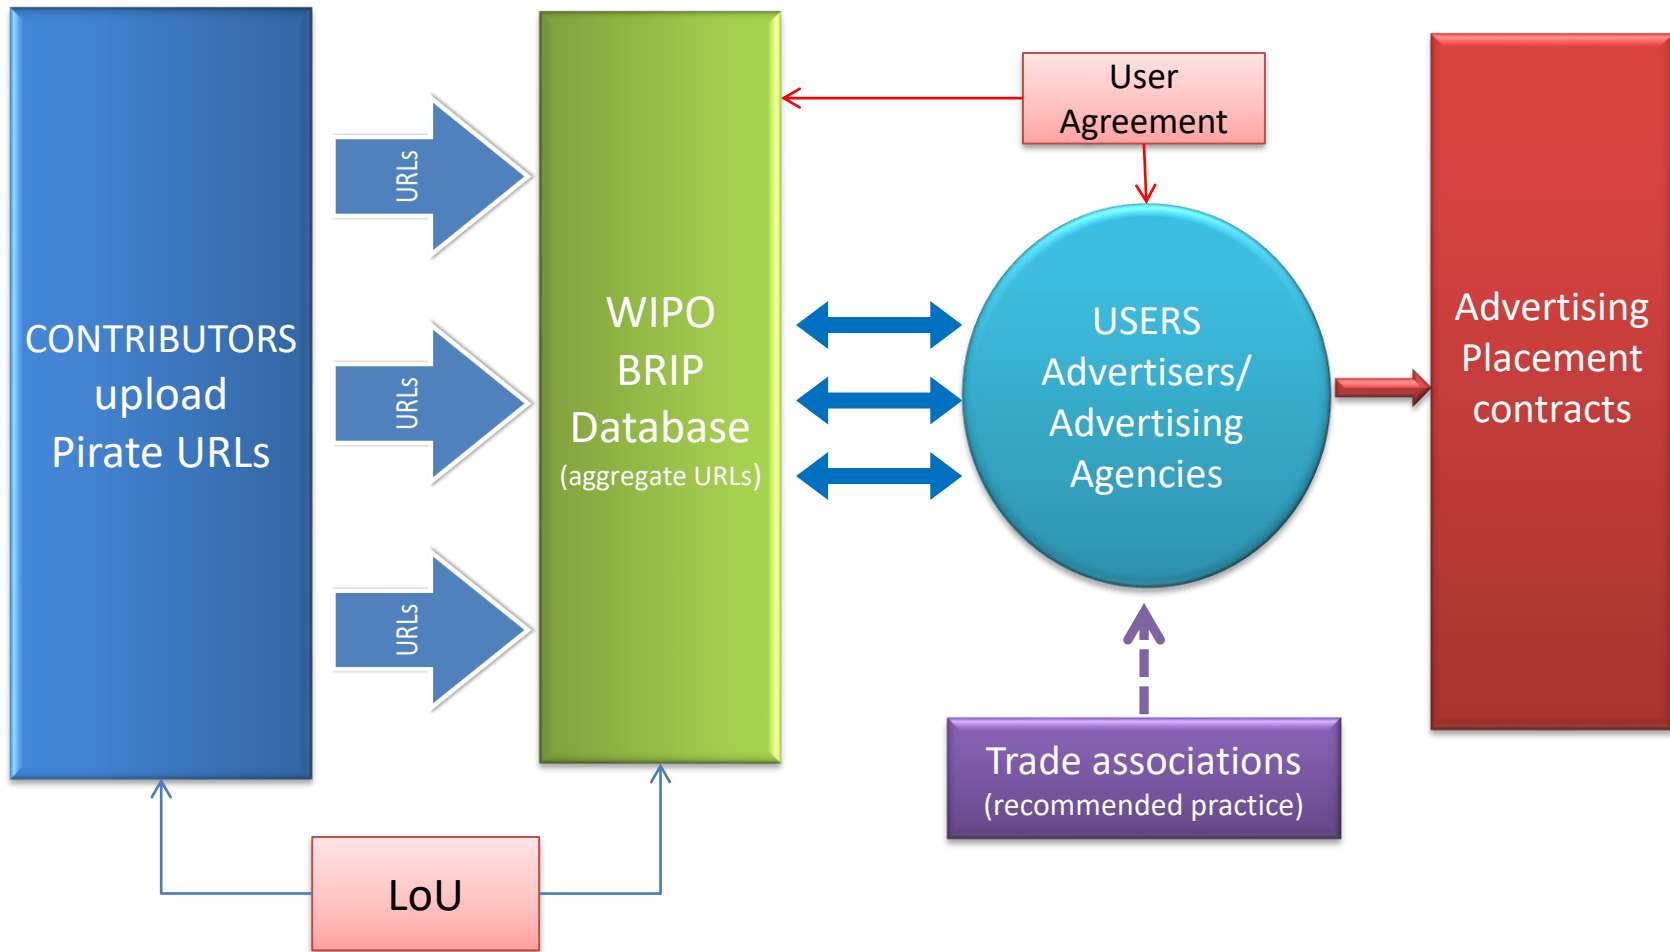 CONTRIBUTORS
upload
Pirate URLs
URLs
URLs
URLs
WIPO
BRIP
Database
(aggregate URLs)
User
Agreement
USERS
Advertisers/
Advertising
Agencies
Advertising
Placement
contracts
Trade associations
(recommended practice)
LoU